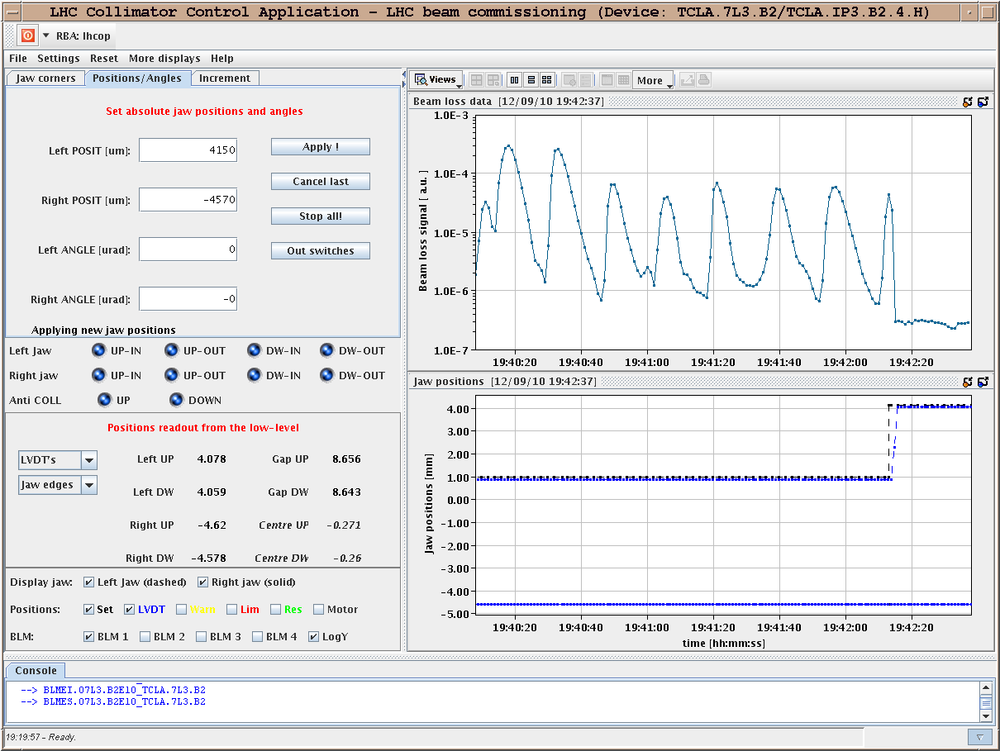 LHC Collimator Control Application - LHC beam commissioning (Device: TCLA.7L3.B2/TCLA.IP3.B2.4.H)
RBA: lhcop
File Settings Reset More displays Help
Jaw corners Positions/Angles Increment
Set absolute jaw positions and angles
Left POSIT [um]: 4150 Apply !
Cancel last
Right POSIT [um]: -4570
Stop all!
Left ANGLE [urad]: 0 Out switches
Right ANGLE [urad]: -0
Applying new jaw positions
Left Jaw UP-IN UP-OUT DW-IN DW-OUT
Right jaw UP-IN UP-OUT DW-IN DW-OUT
Anti COLL UP DOWN
Positions readout from the low-level
LVDT's Left UP 4.078 Gap UP 8.656
Jaw edges Left DW 4.059 Gap DW 8.643
Right UP -4.62 Centre UP -0.271
Right DW -4.578 Centre DW -0.26
Display jaw: Left Jaw (dashed) Right jaw (solid)
Positions: Set LVDT Warn Lim Res Motor
BLM: BLM 1 BLM 2 BLM 3 BLM 4 LogY
Views More
Beam loss data [12/09/10 19:42:37]
Beam loss signal [ a.u. ]
1.0E-3
1.0E-4
1.0E-5
1.0E-6
1.0E-7
19:40:20 19:40:40 19:41:00 19:41:20 19:41:40 19:42:00 19:42:20
Jaw positions [12/09/10 19:42:37]
Jaw positions [mm]
4.00
3.00
2.00
1.00
0.00
-1.00
-2.00
-3.00
-4.00
-5.00
19:40:20 19:40:40 19:41:00 19:41:20 19:41:40 19:42:00 19:42:20
time [hh:mm:ss]
Console
--> BLMEI.07L3.B2E10_TCLA.7L3.B2
--> BLMES.07L3.B2E10_TCLA.7L3.B2
19:19:57 - Ready.